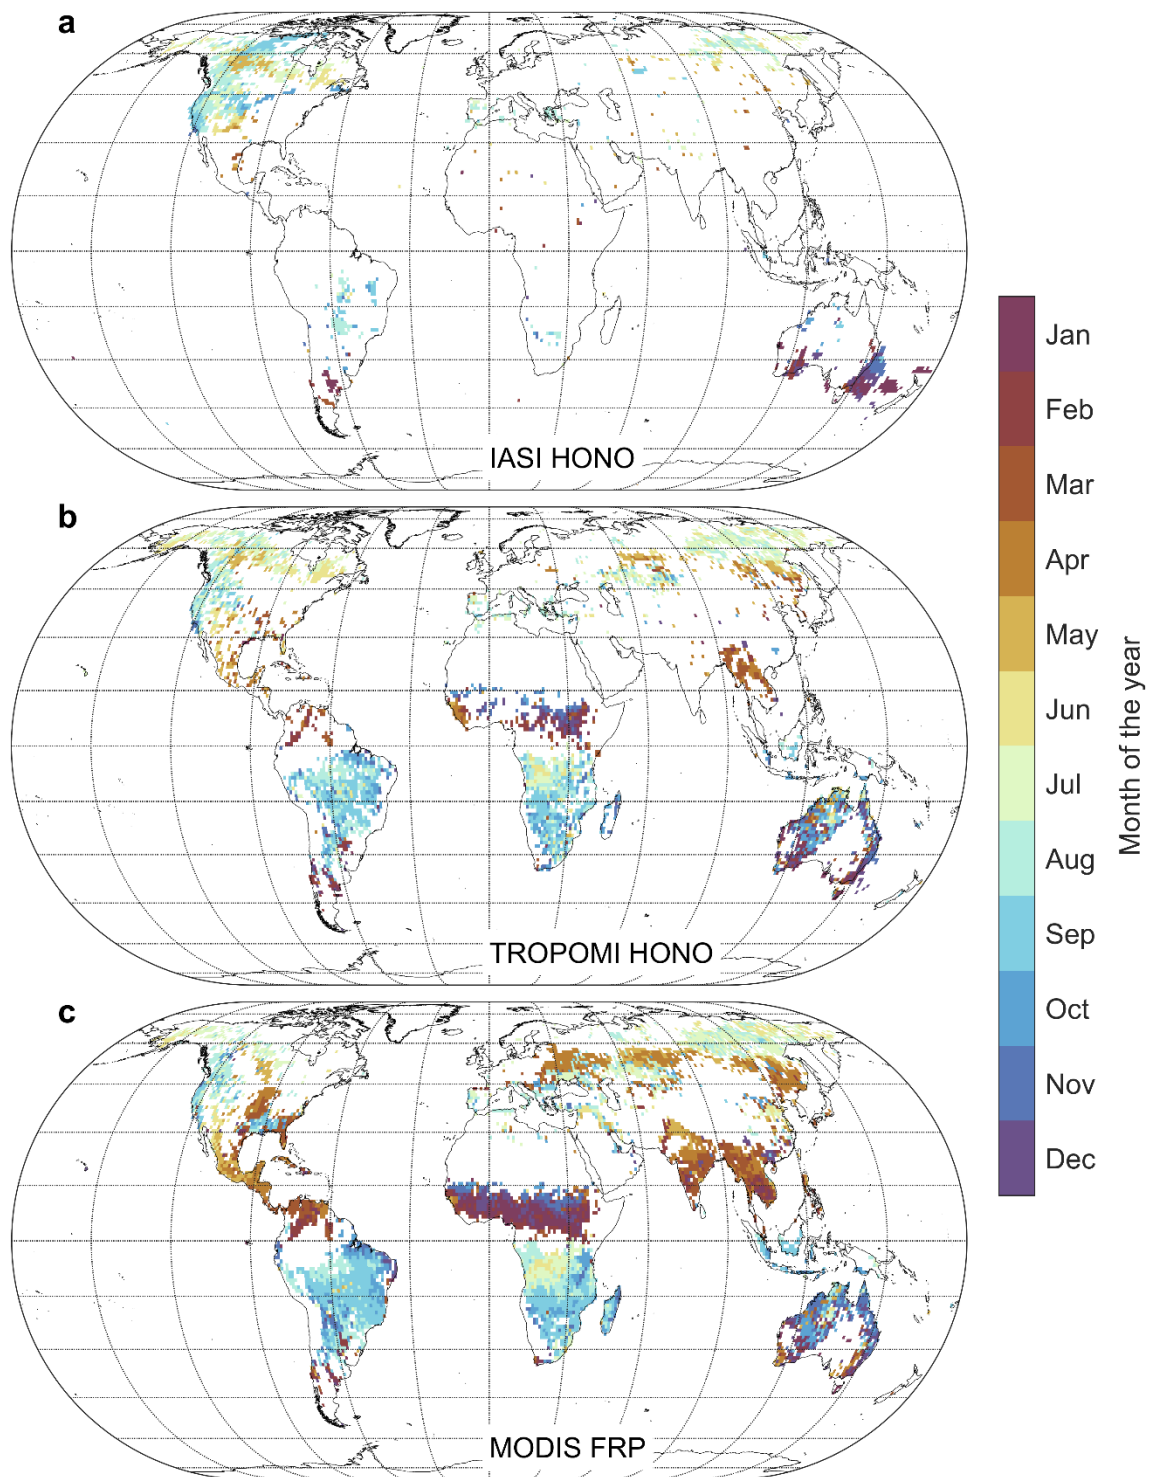 a
IASI HONO
b
TROPOMI HONO
c
MODIS FRP
Jan
Feb
Mar
Apr
May
Jun
Jul
Aug
Sep
Oct
Nov
Dec
Month of the year